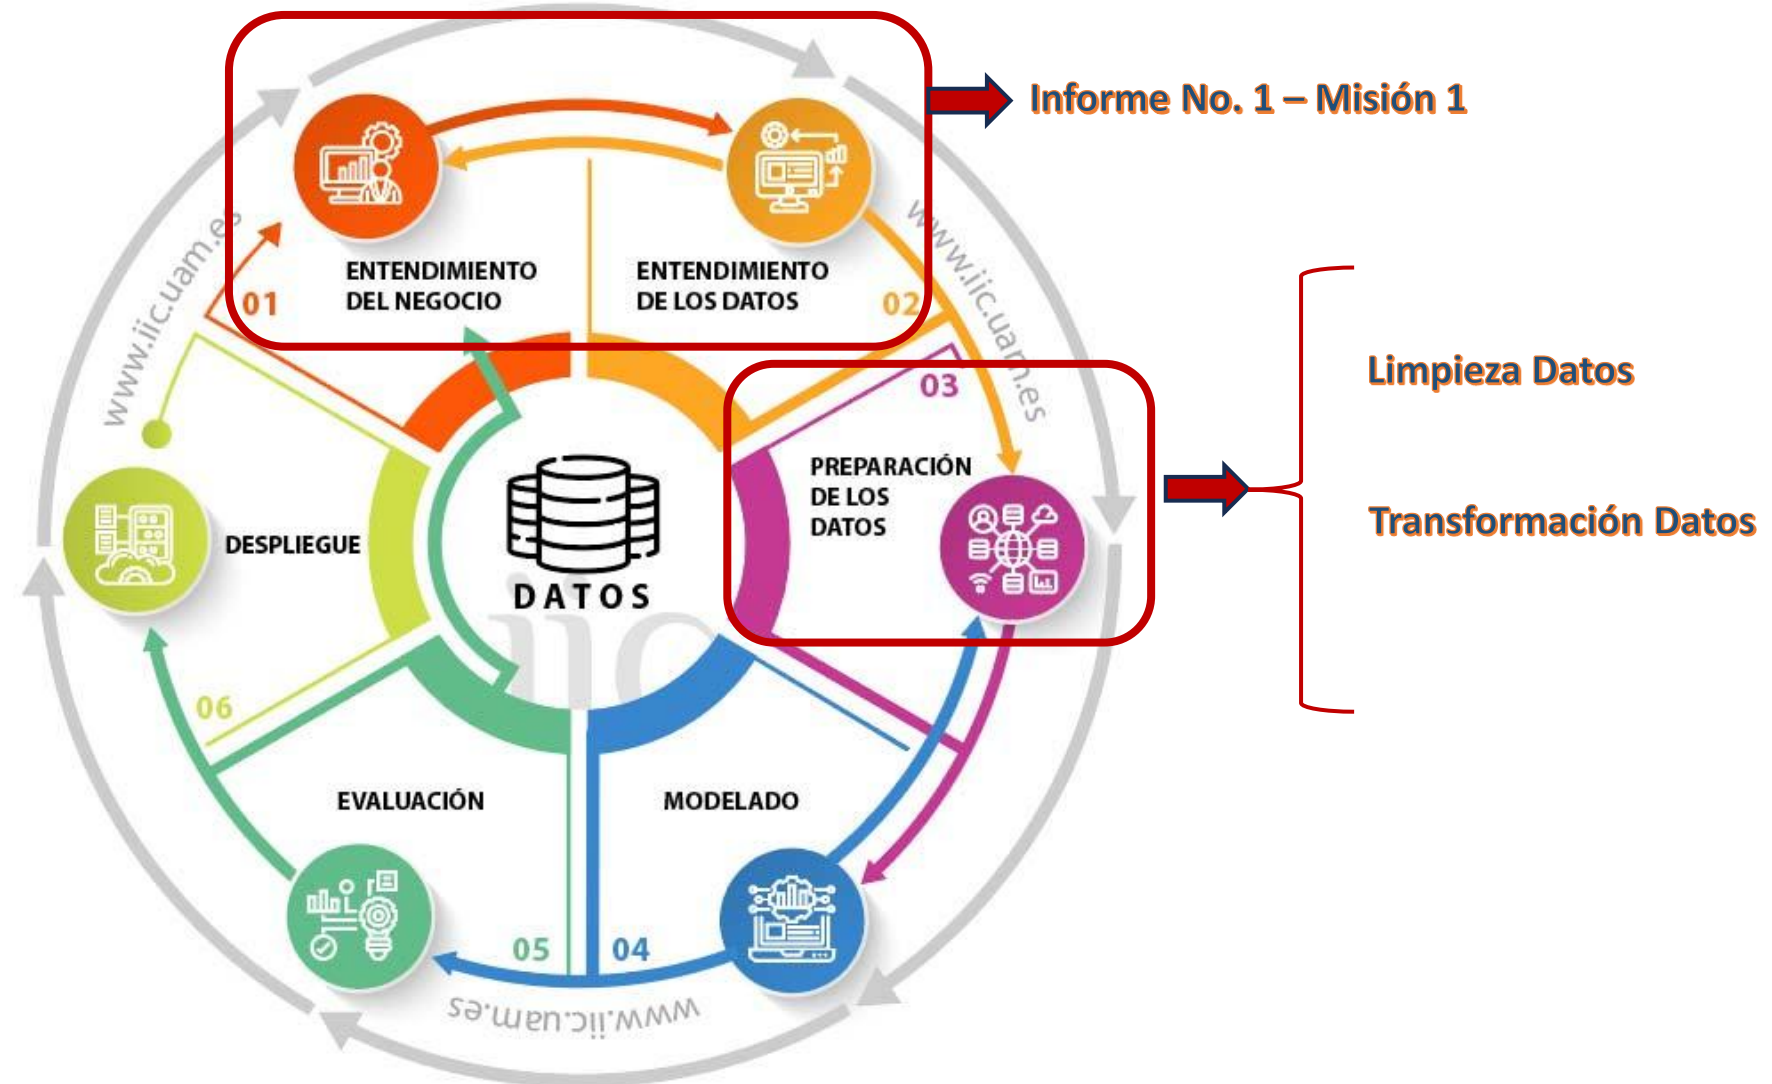 Informe No. 1 – Misión 1
www.iic.uam.es
www.iic.uam.es
ENTENDIMIENTO
DEL NEGOCIO
01
ENTENDIMIENTO
DE LOS DATOS
02
03
PREPARACIÓN
DE LOS
DATOS
Limpieza Datos
Transformación Datos
DESPLIEGUE
DATOS
iic
06
EVALUACIÓN
MODELADO
05
04
www.iic.uam.es